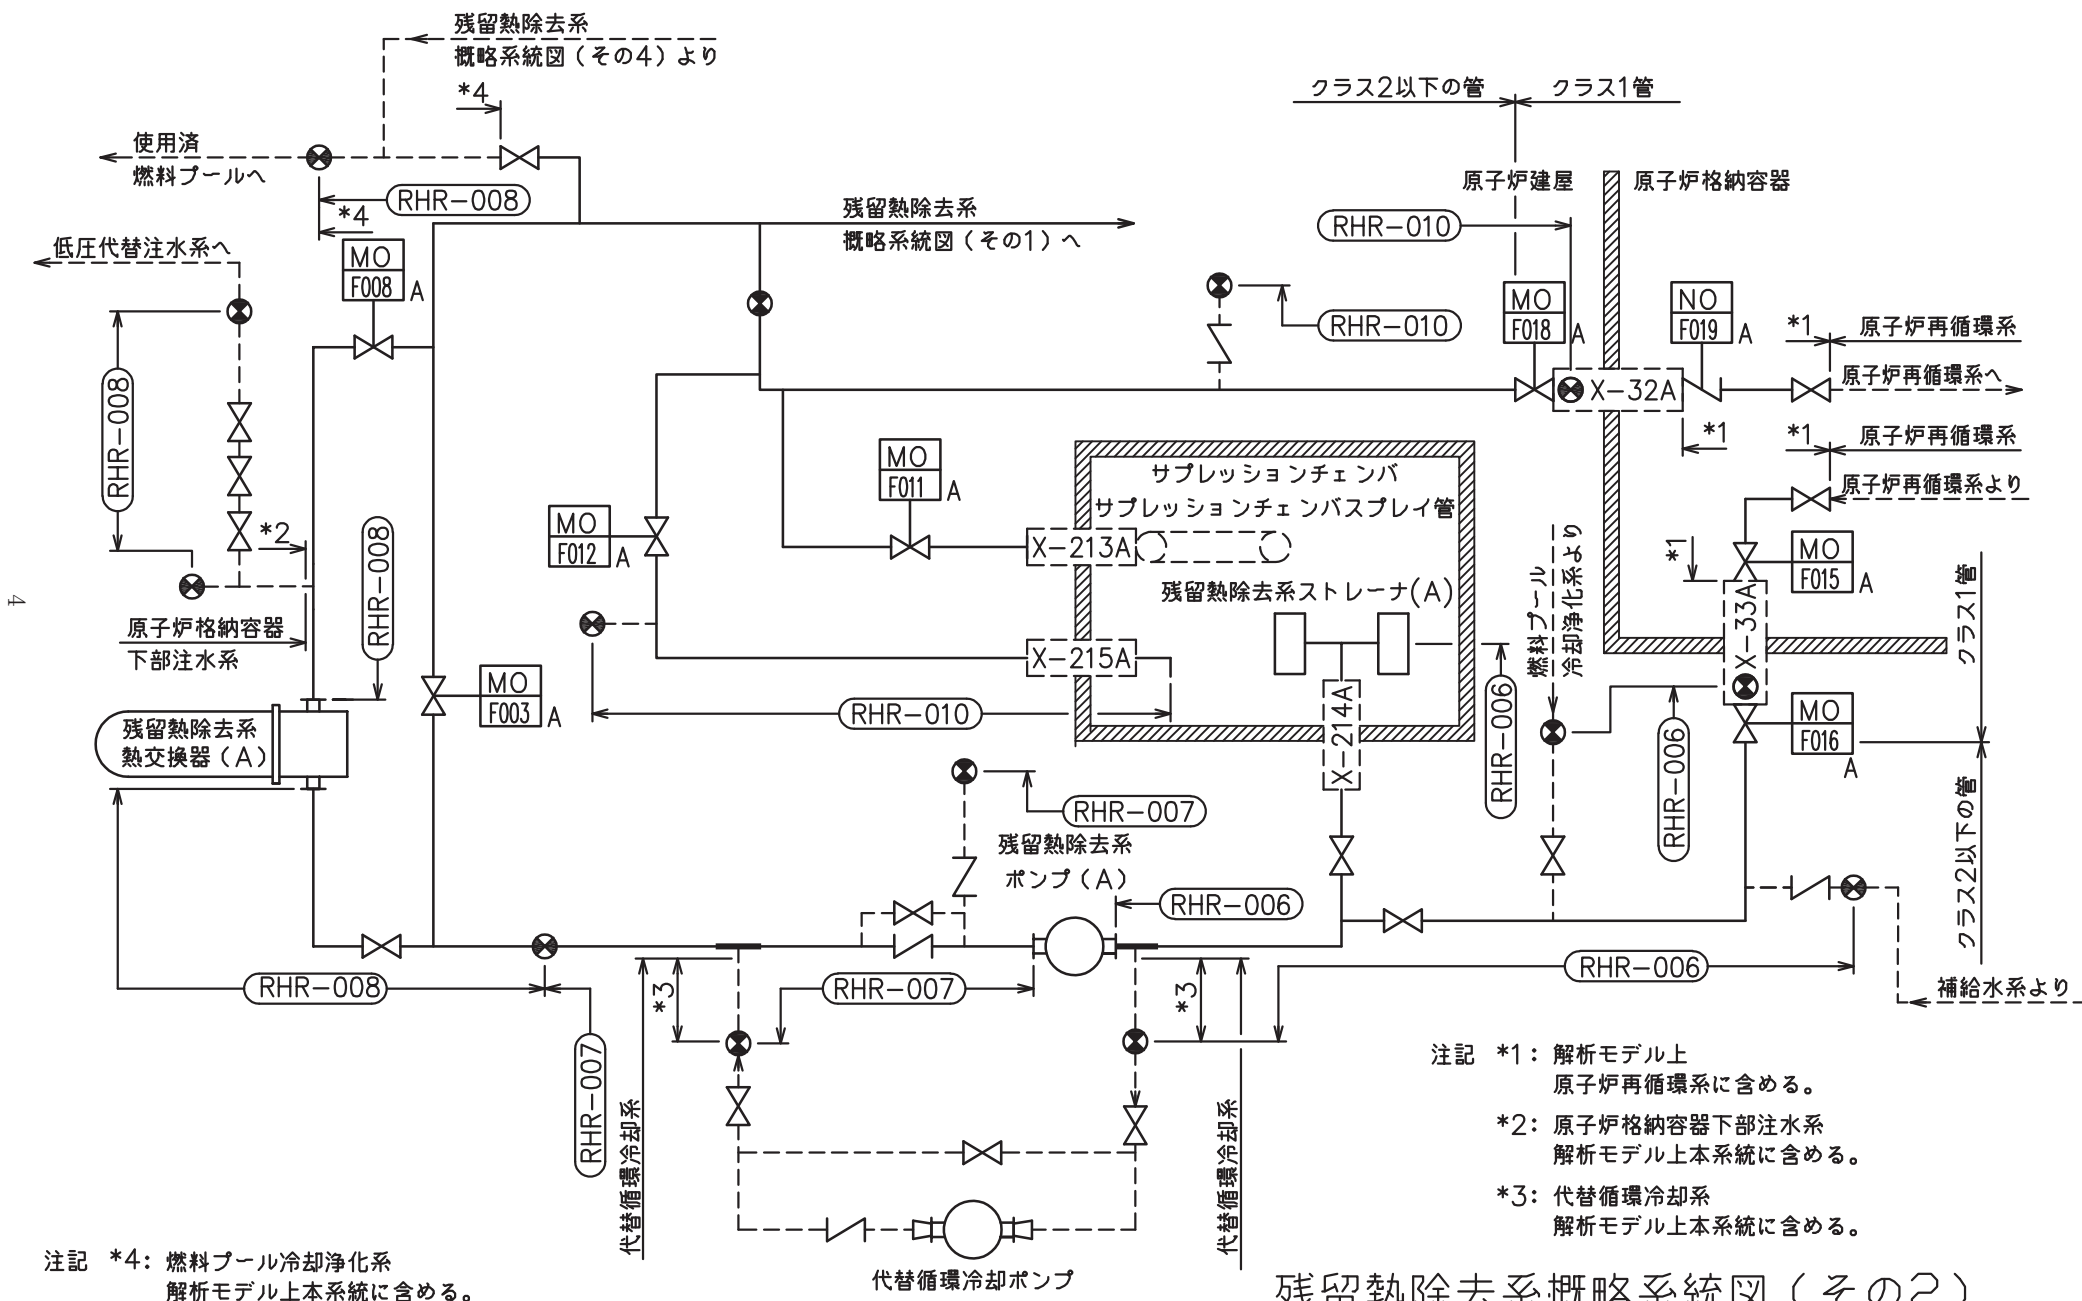 残留熱除去系
概略系統図(その4)より
*4
使用済
燃料プールへ
RHR-008
*4
低圧代替注水系へ
MO
F008
A
残留熱除去系
概略系統図(その1)へ
クラス2以下の管
クラス1管
原子炉建屋
原子炉格納容器
RHR-010
RHR-010
MO
F018
A
NO
F019
A
*1
原子炉再循環系
原子炉再循環系へ
X-32A
*1
*1
原子炉再循環系
原子炉再循環系より
RHR-008
*2
RHR-008
MO
F012
A
MO
F011
A
サプレッションチェンバ
サプレッションチェンバスプレイ管
X-213A
残留熱除去系ストレーナ(A)
X-215A
X-214A
RHR-010
RHR-006
燃料プール
冷却浄化系より
*1
MO
F015
A
X-33A
クラス1管
RHR-006
MO
F016
A
クラス2以下の管
4
原子炉格納容器
下部注水系
残留熱除去系
熱交換器(A)
MO
F003
A
RHR-007
残留熱除去系
ポンプ(A)
RHR-006
RHR-008
RHR-007
*3
RHR-007
*3
RHR-006
補給水系より
代替循環冷却系
代替循環冷却系
代替循環冷却ポンプ
注記 *1: 解析モデル上
原子炉再循環系に含める。
*2: 原子炉格納容器下部注水系
解析モデル上本系統に含める。
*3: 代替循環冷却系
解析モデル上本系統に含める。
注記 *4: 燃料プール冷却浄化系
解析モデル上本系統に含める。
残留熱除去系概略系統図(その2)